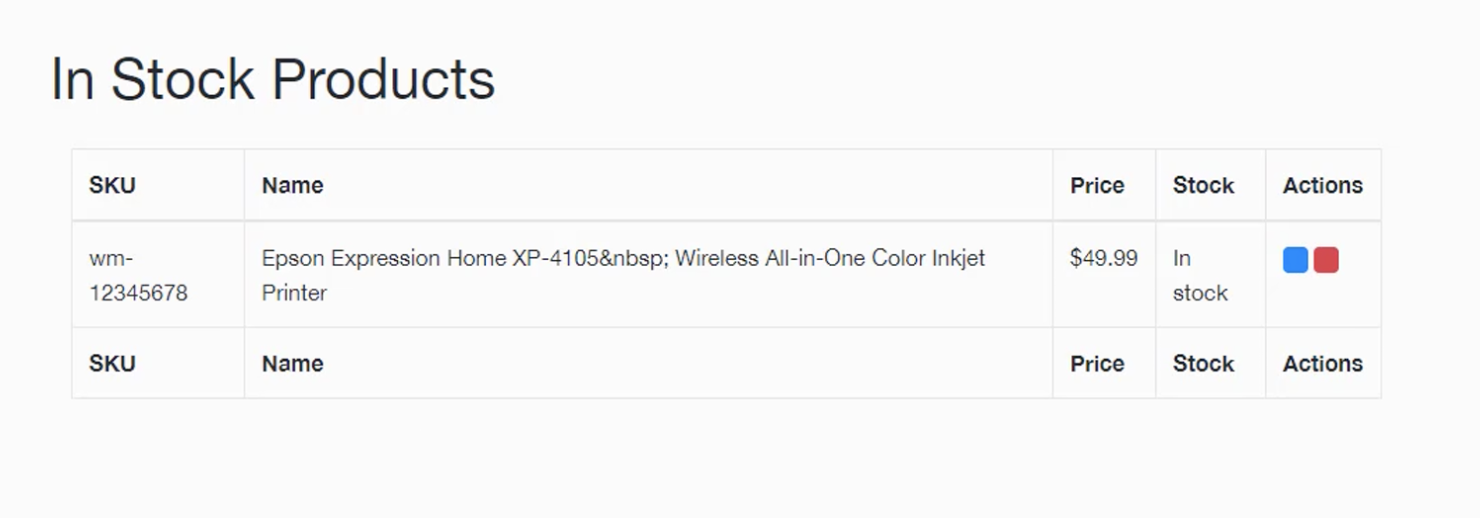 In Stock Products
SKU Name Price Stock Actions
wm- Epson Expression Home XP-4105&nbsp; Wireless All-in-One Color Inkjet $49.99 In
12345678 Printer stock
SKU Name Price Stock Actions